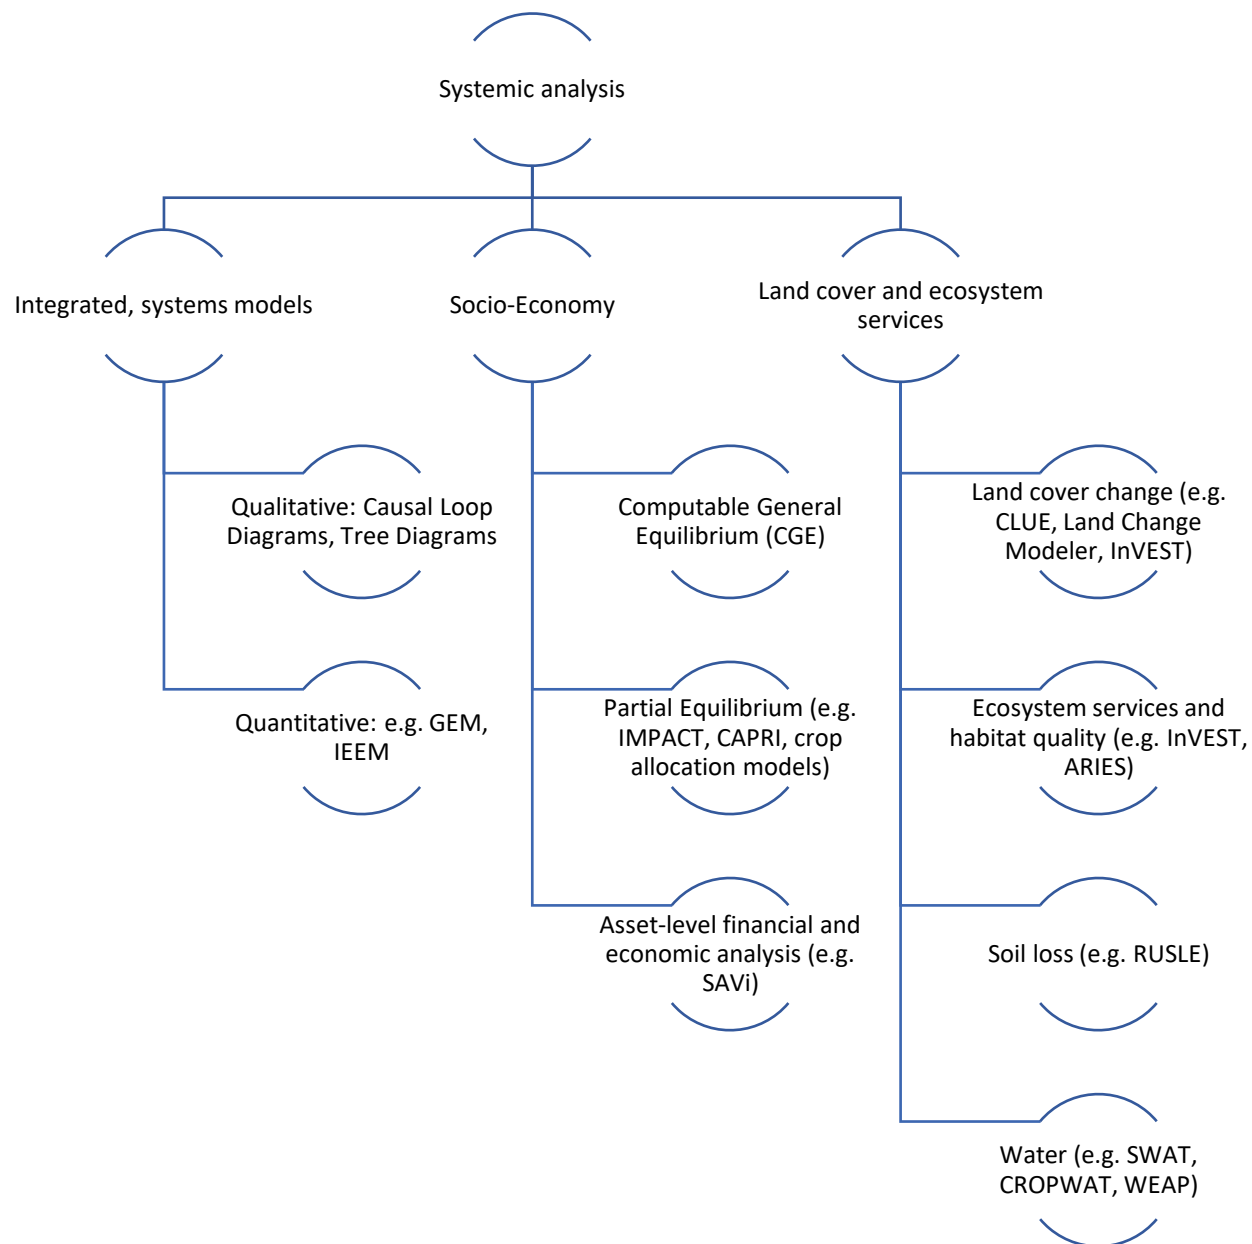 Systemic analysis
Integrated, systems models
Socio-Economy
Land cover and ecosystem
services
Qualitative: Causal Loop
Diagrams, Tree Diagrams
Quantitative: e.g. GEM,
IEEM
Computable General
Equilibrium (CGE)
Partial Equilibrium (e.g.
IMPACT, CAPRI, crop
allocation models)
Asset-level financial and
economic analysis (e.g.
SAVi)
Land cover change (e.g.
CLUE, Land Change
Modeler, InVEST)
Ecosystem services and
habitat quality (e.g. InVEST,
ARIES)
Soil loss (e.g. RUSLE)
Water (e.g. SWAT,
CROPWAT, WEAP)